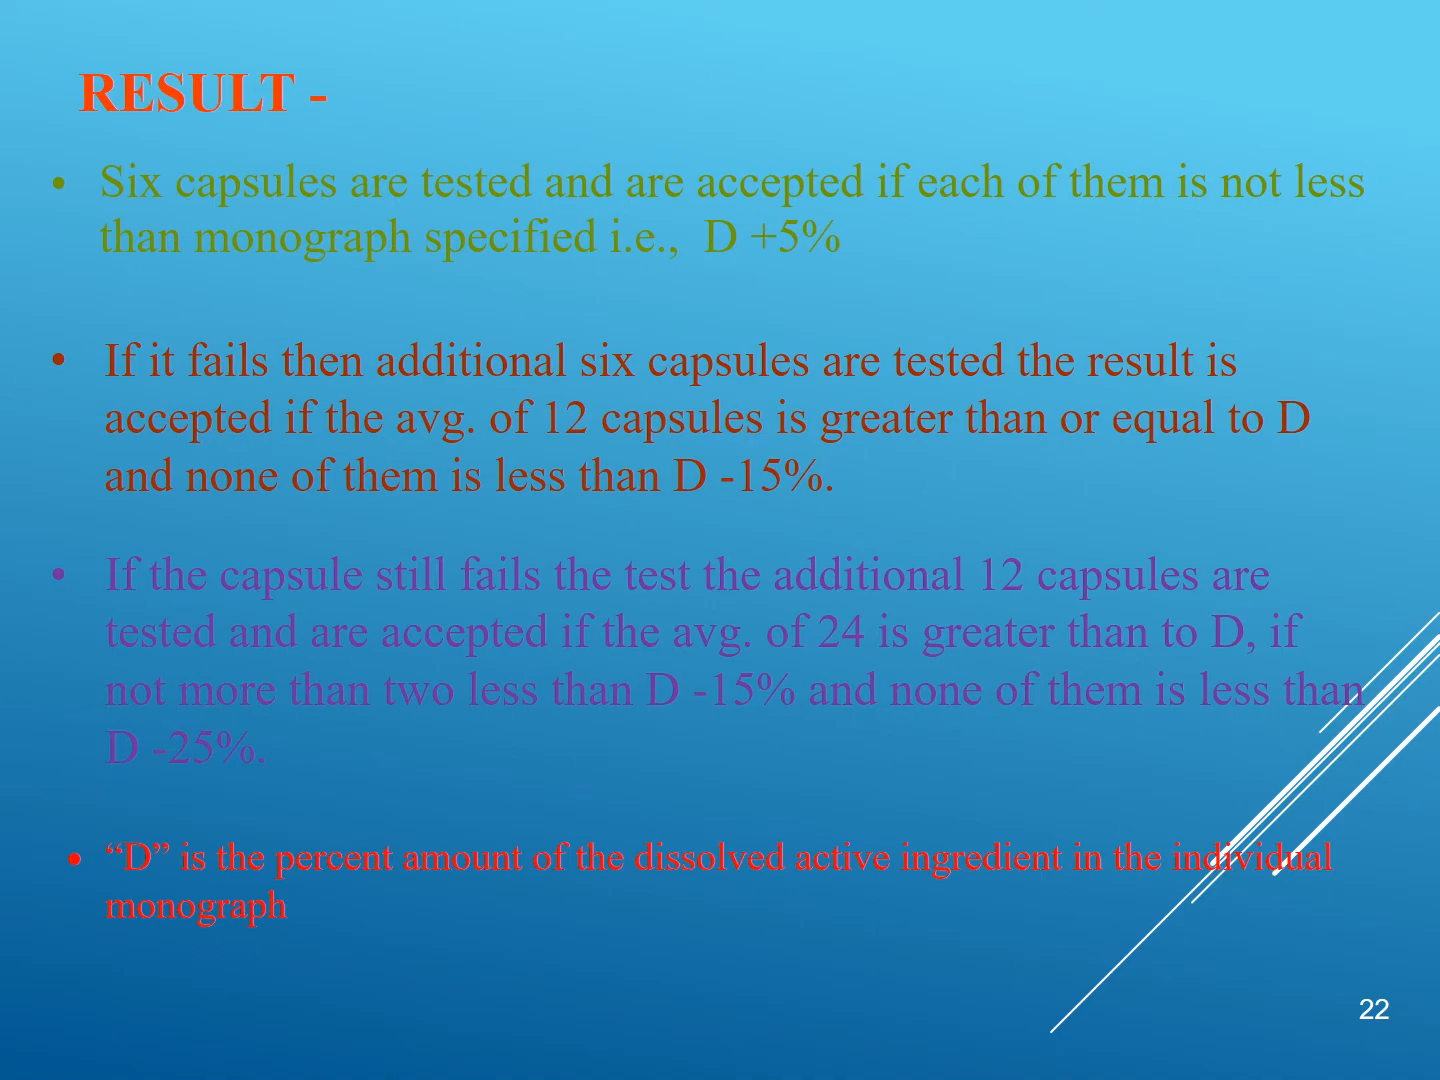 RESULT -
• Six capsules are tested and are accepted if each of them is not less
than monograph specified i.e., D +5%
• If it fails then additional six capsules are tested the result is
accepted if the avg. of 12 capsules is greater than or equal to D
and none of them is less than D -15%.
• If the capsule still fails the test the additional 12 capsules are
tested and are accepted if the avg. of 24 is greater than to D, if
not more than two less than D -15% and none of them is less than
D -25%.
• “D” is the percent amount of the dissolved active ingredient in the individual
monograph
22